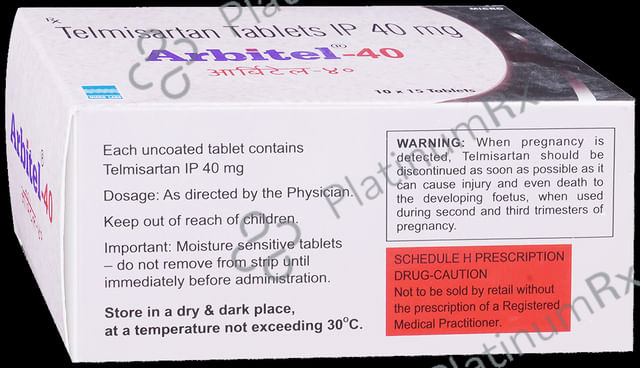 Rx
Telmisartan Tablets IP 40 mg
MICRO
Arbitel®-40
आर्बिटेल-४०
10 x 15 Tablets
Arbitel®-40
आर्बिटेल-४०
Each uncoated tablet contains
Telmisartan IP 40 mg
Dosage: As directed by the Physician.
Keep out of reach of children.
Important: Moisture sensitive tablets
– do not remove from strip until
immediately before administration.
Store in a dry & dark place,
at a temperature not exceeding 30°C.
WARNING: When pregnancy is
detected, Telmisartan should be
discontinued as soon as possible as it
can cause injury and even death to
the developing foetus, when used
during second and third trimesters of
pregnancy.
SCHEDULE H PRESCRIPTION
DRUG-CAUTION
Not to be sold by retail without
the prescription of a Registered
Medical Practitioner.
PlatinumRx
PlatinumRx
PlatinumRx